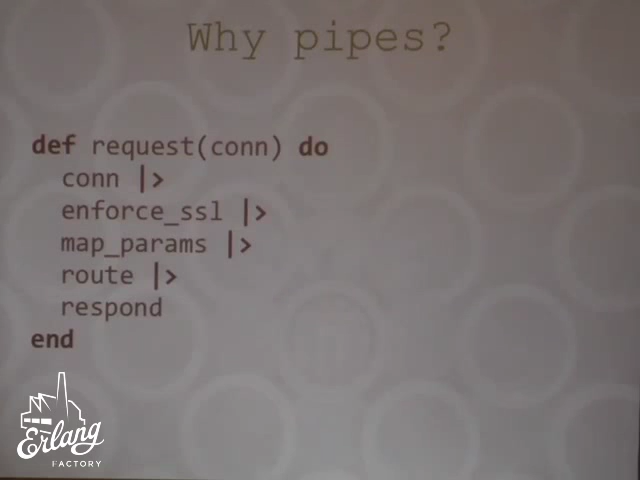 Why pipes?
def request(conn) do
  conn |>
  enforce_ssl |>
  map_params |>
  route |>
  respond
end
Erlang
FACTORY